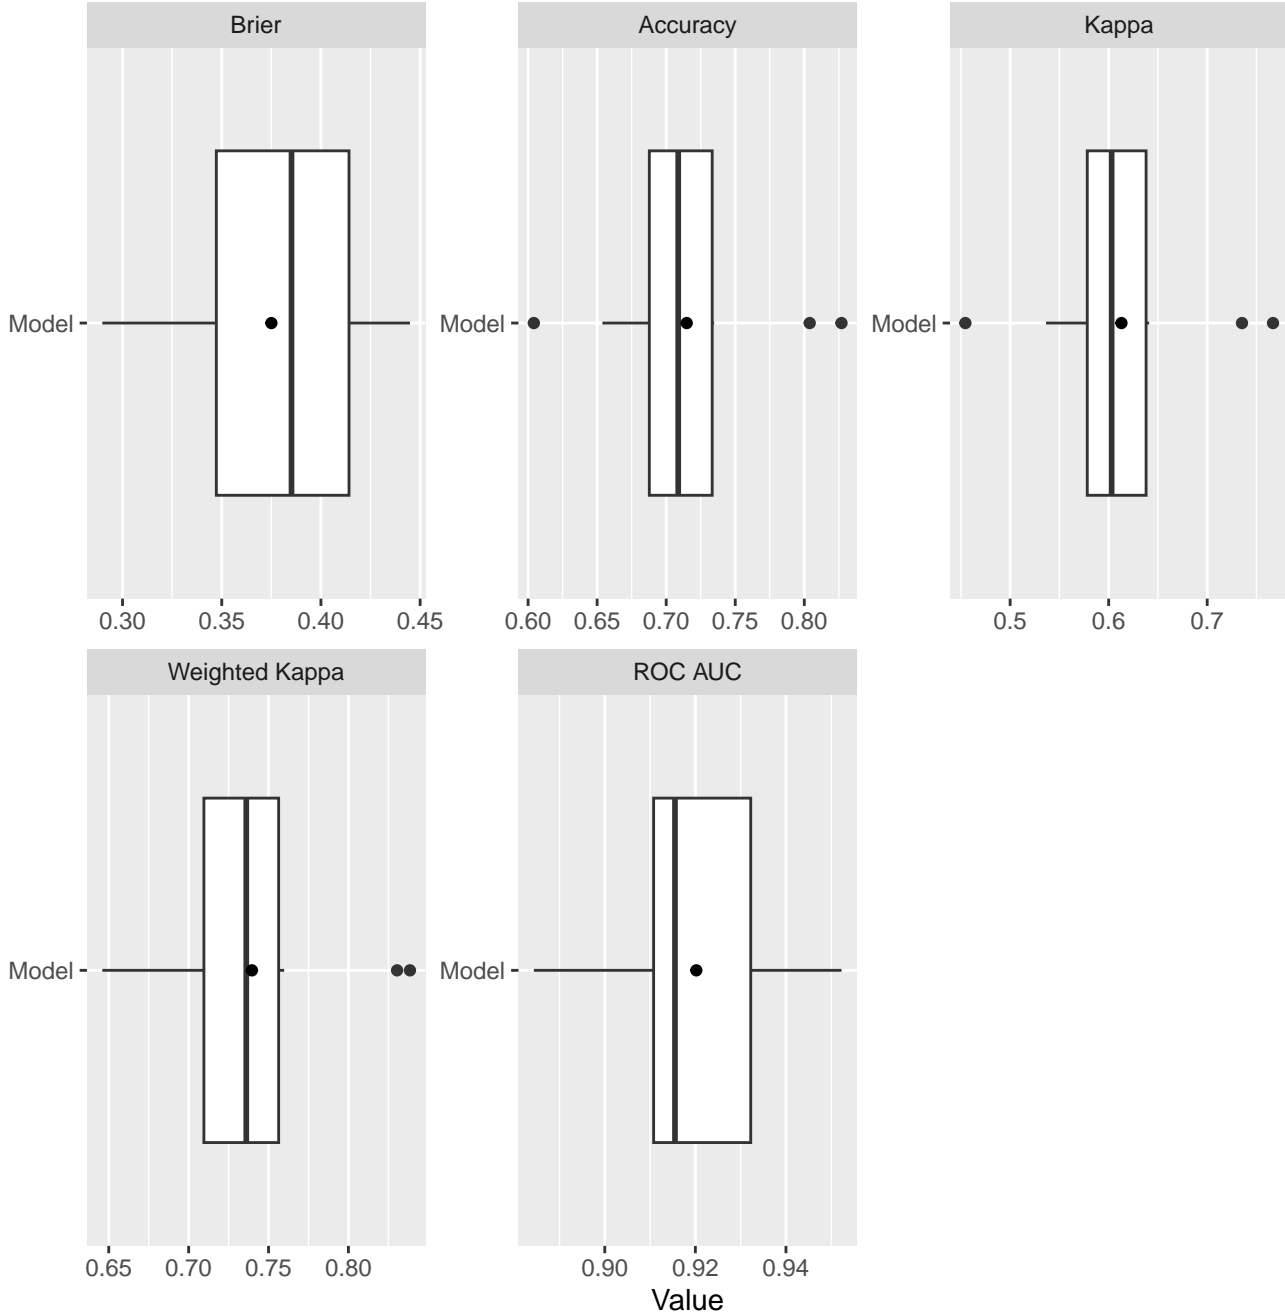 Brier Accuracy Kappa
Model Model Model
0.30 0.35 0.40 0.45 0.60 0.65 0.70 0.75 0.80 0.5 0.6 0.7
Weighted Kappa ROC AUC
Model Model
0.65 0.70 0.75 0.80 0.90 0.92 0.94
Value